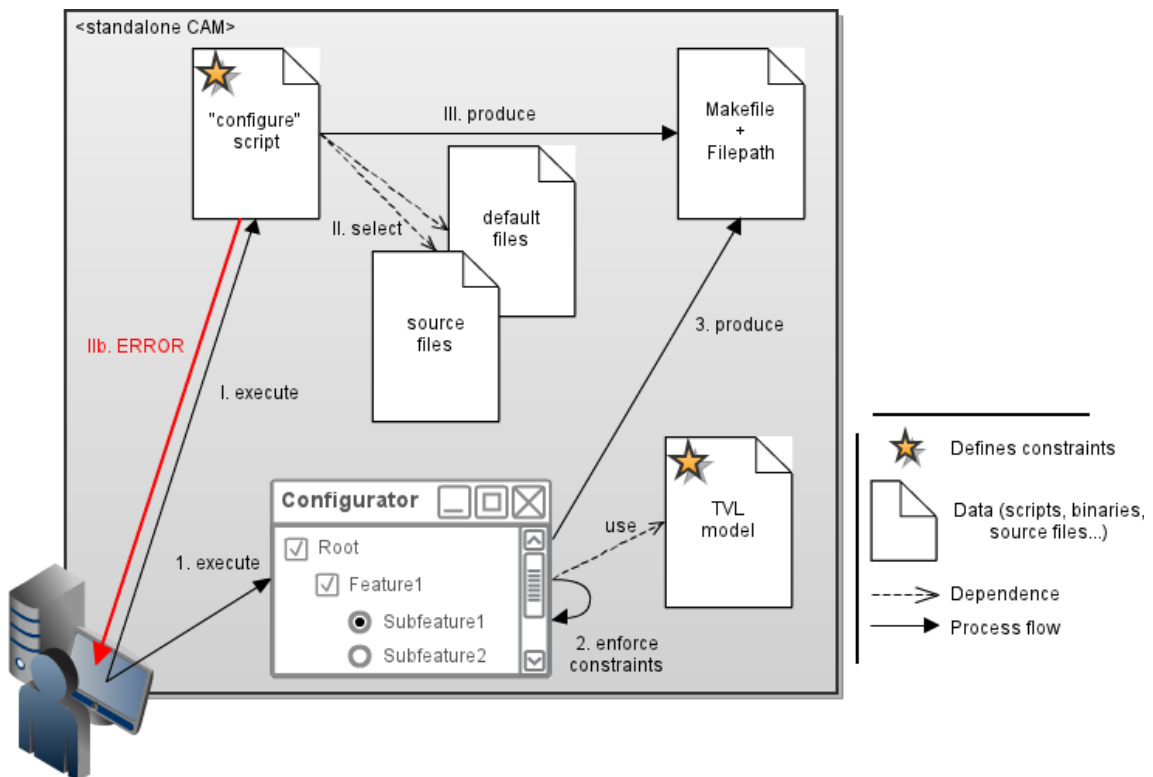 <standalone CAM>
"configure"
script
III. produce
Makefile
+
Filepath
II. select
default
files
source
files
IIb. ERROR
I. execute
3. produce
1. execute
Configurator
Root
Feature1
Subfeature1
Subfeature2
use
TVL
model
2. enforce
constraints
Defines constraints
Data (scripts, binaries,
source files...)
Dependence
Process flow